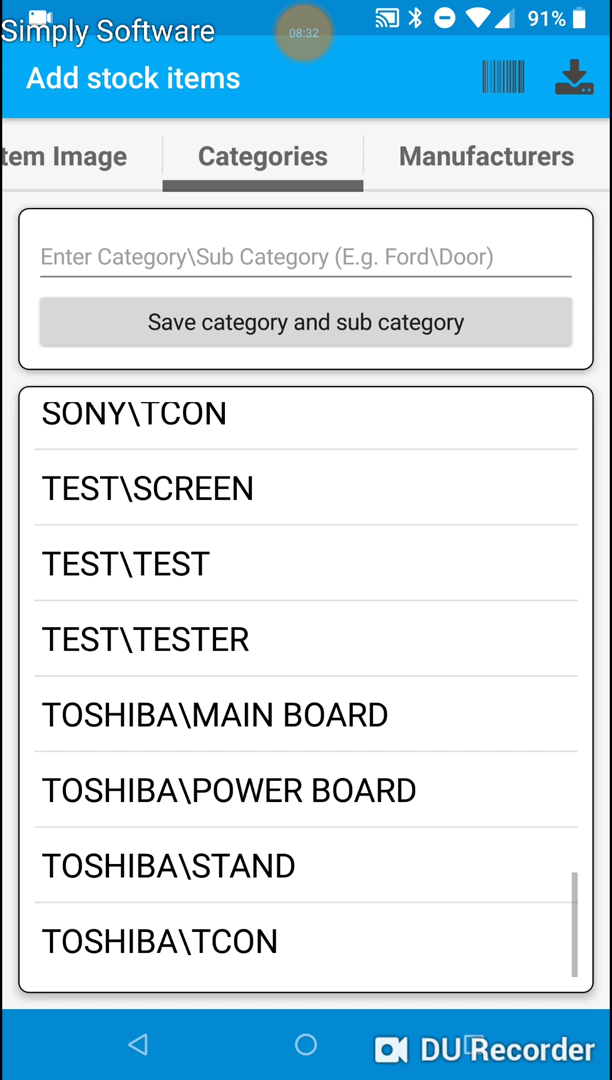 Simply Software
08:32
91%
Add stock items
tem Image
Categories
Manufacturers
Enter Category\Sub Category (E.g. Ford\Door)
Save category and sub category
SONY\TCON
TEST\SCREEN
TEST\TEST
TEST\TESTER
TOSHIBA\MAIN BOARD
TOSHIBA\POWER BOARD
TOSHIBA\STAND
TOSHIBA\TCON
DU Recorder